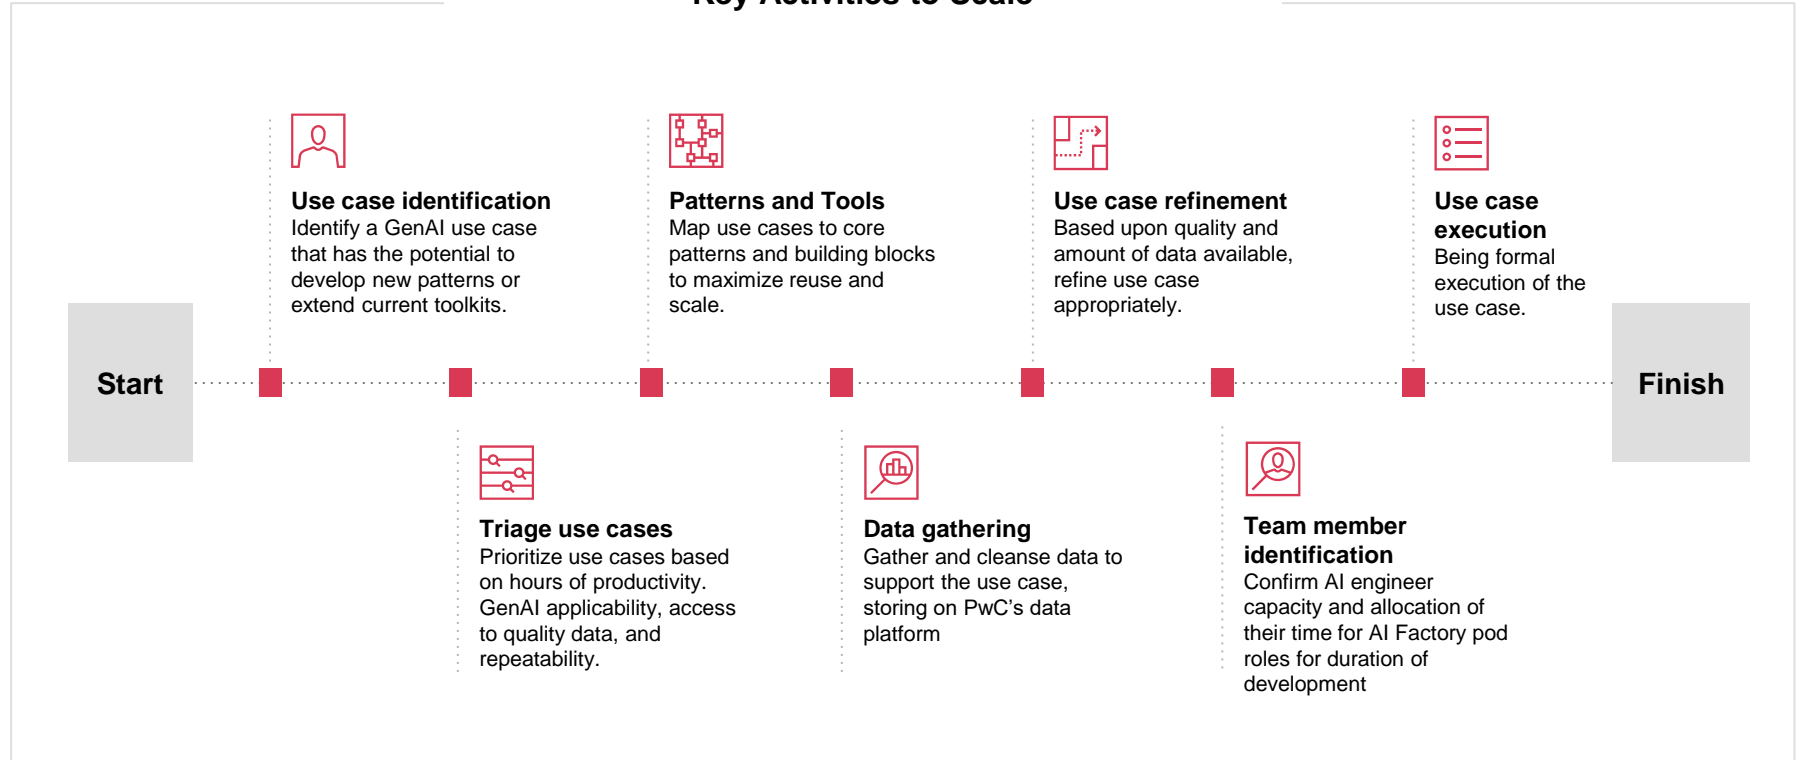 Key Activities to Scale
Use case identification
Identify a GenAI use case
that has the potential to
develop new patterns or
extend current toolkits.
Patterns and Tools
Map use cases to core
patterns and building blocks
to maximize reuse and
scale.
Use case refinement
Based upon quality and
amount of data available,
refine use case
appropriately.
Use case
execution
Being formal
execution of the
use case.
Start
Finish
Triage use cases
Prioritize use cases based
on hours of productivity.
GenAI applicability, access
to quality data, and
repeatability.
Data gathering
Gather and cleanse data to
support the use case,
storing on PwC’s data
platform
Team member
identification
Confirm AI engineer
capacity and allocation of
their time for AI Factory pod
roles for duration of
development